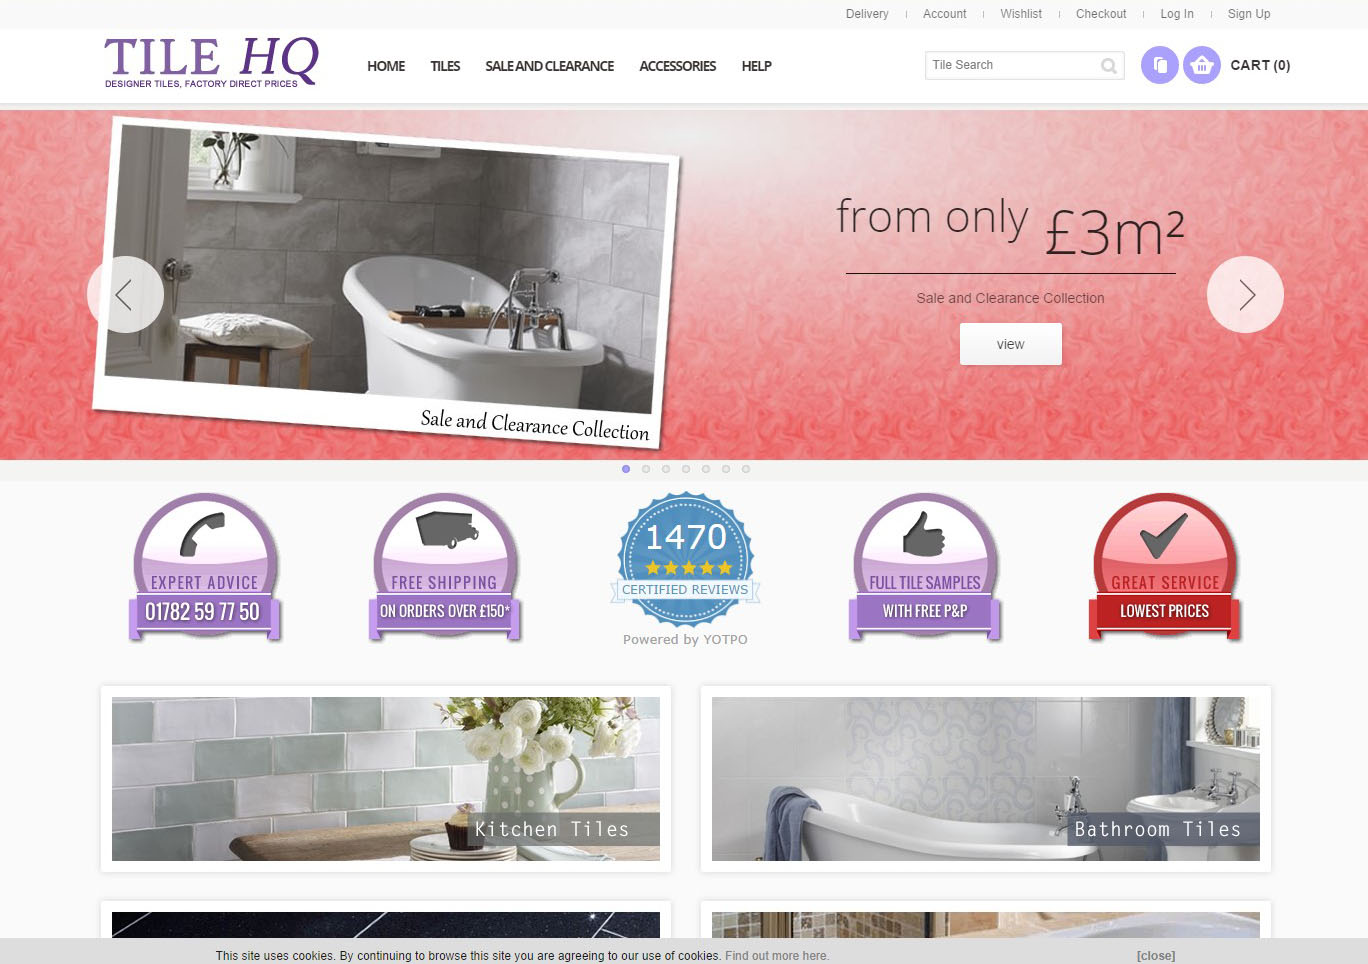 Delivery
Account
Wishlist
Checkout
Log In
Sign Up
TILE HQ
DESIGNER TILES, FACTORY DIRECT PRICES
HOME
TILES
SALE AND CLEARANCE
ACCESSORIES
HELP
Tile Search
CART (0)
from only £3m²
Sale and Clearance Collection
view
Sale and Clearance Collection
EXPERT ADVICE
01782 59 77 50
FREE SHIPPING
ON ORDERS OVER £150*
1470
CERTIFIED REVIEWS
Powered by YOTPO
FULL TILE SAMPLES
WITH FREE P&P
GREAT SERVICE
LOWEST PRICES
Kitchen Tiles
Bathroom Tiles
This site uses cookies. By continuing to browse this site you are agreeing to our use of cookies. Find out more here.
[close]